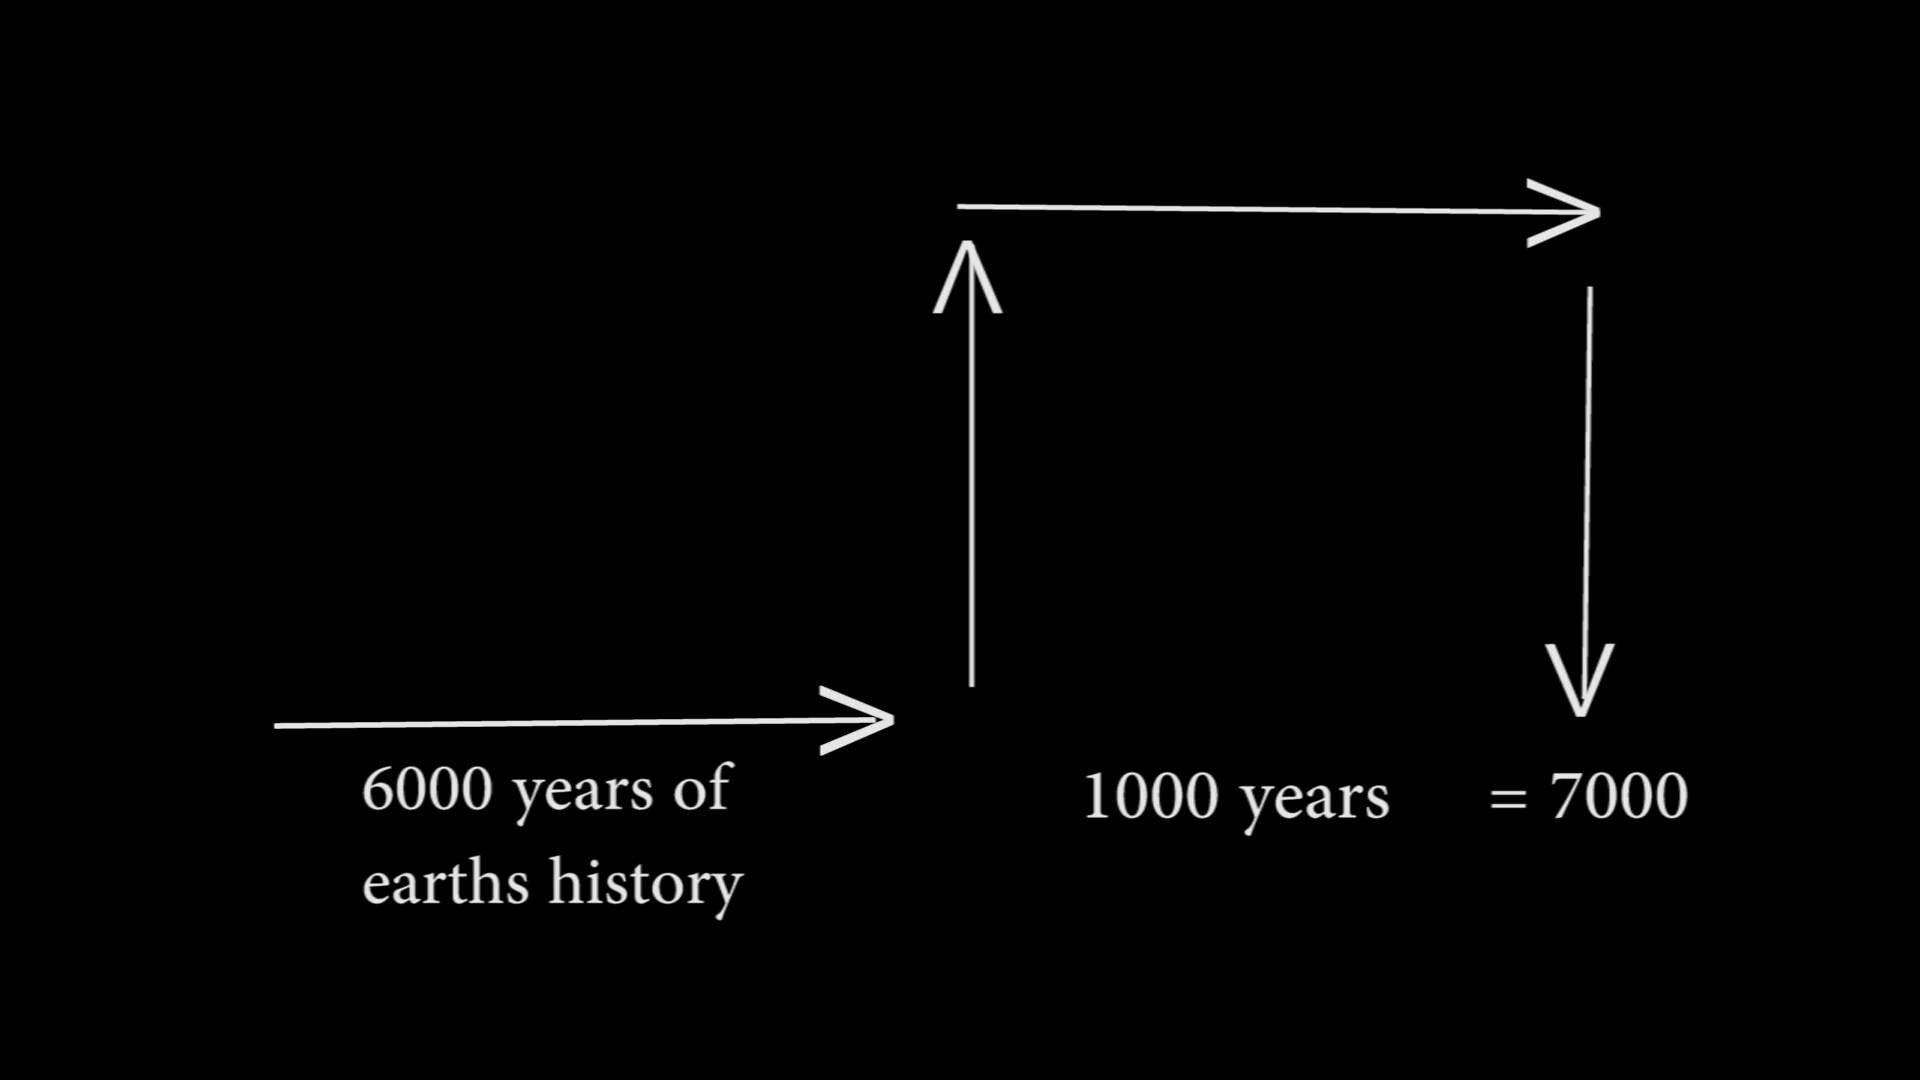 6000 years of
earths history
1000 years = 7000